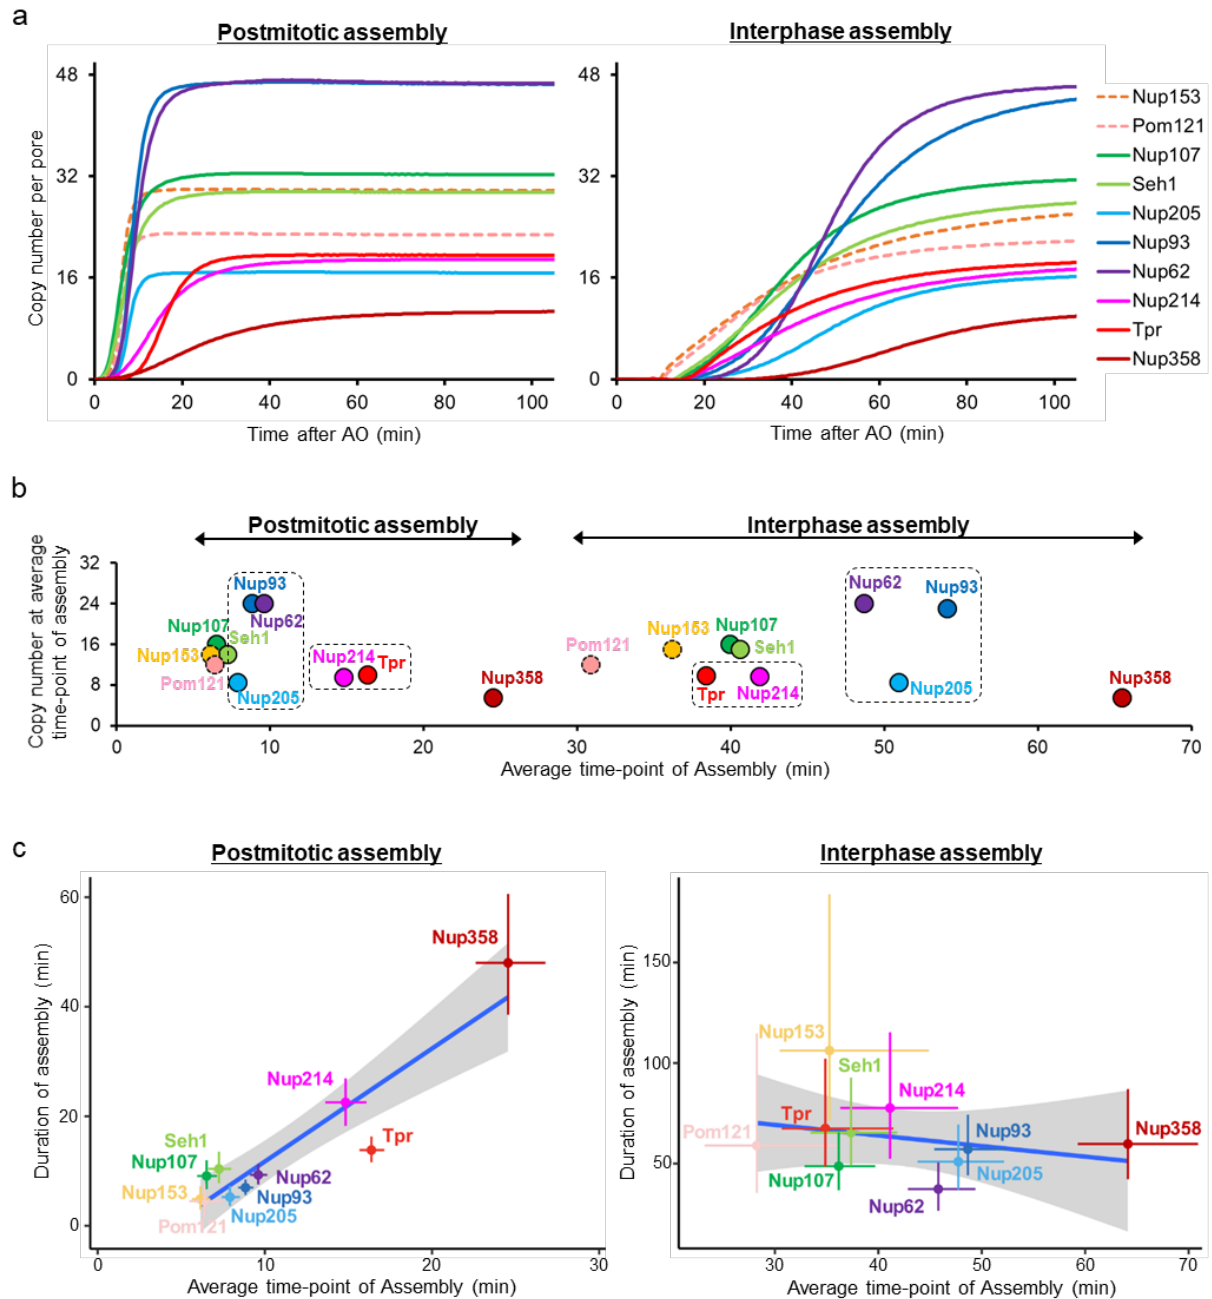 a
Postmitotic assembly
Interphase assembly
Copy number per pore
48
32
16
0
0 20 40 60 80 100
Time after AO (min)
48
32
16
0
0 20 40 60 80 100
Time after AO (min)
Nup153
Pom121
Nup107
Seh1
Nup205
Nup93
Nup62
Nup214
Tpr
Nup358
b
Postmitotic assembly
Interphase assembly
Copy number at average
time-point of assembly
32
24
16
8
0
Nup93
Nup62
Nup107
Seh1
Nup153
Pom121
Nup205
Nup214
Tpr
Nup358
Pom121
Nup153
Nup107
Seh1
Tpr
Nup214
Nup62
Nup93
Nup205
Nup358
0 10 20 30 40 50 60 70
Average time-point of Assembly (min)
c
Postmitotic assembly
Interphase assembly
Duration of assembly (min)
60
40
20
0
Nup358
Nup214
Tpr
Seh1
Nup107
Nup62
Nup153
Nup93
Nup205
Pom121
0 10 20 30
Average time-point of Assembly (min)
Duration of assembly (min)
150
100
50
Nup153
Seh1
Nup214
Tpr
Pom121
Nup93
Nup358
Nup107
Nup205
Nup62
30 40 50 60 70
Average time-point of Assembly (min)